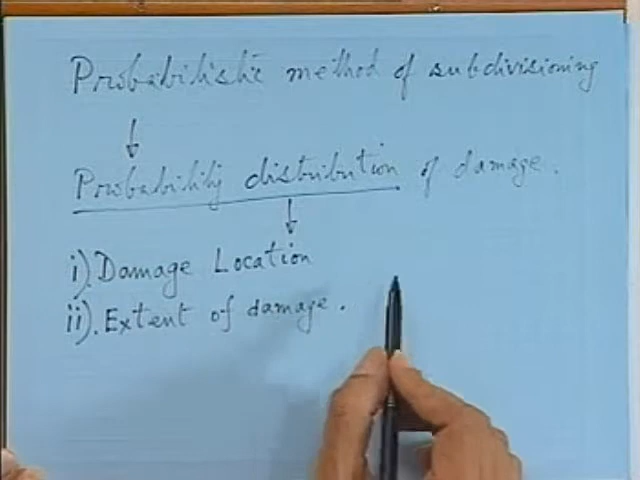 Probabilistic method of subdivisioning
↓
Probability distribution of damage.
↓
i). Damage Location
ii). Extent of damage.